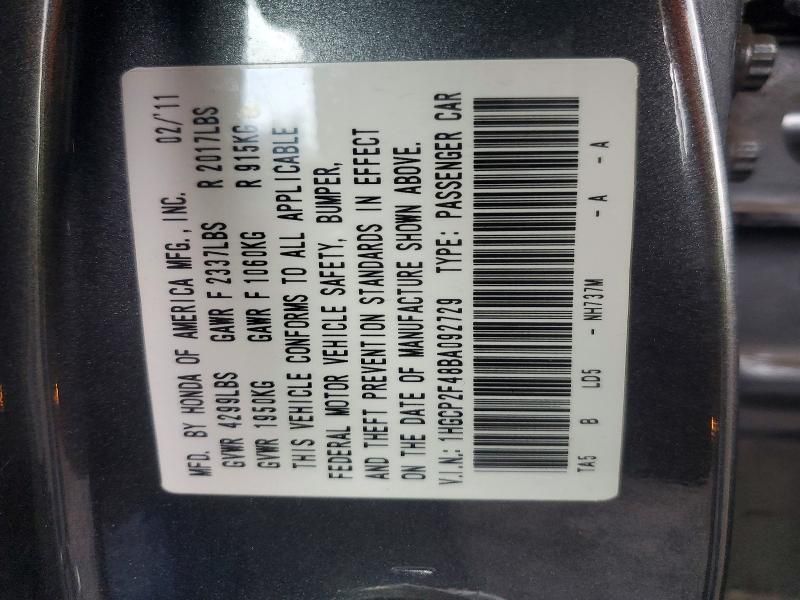 MFD. BY HONDA OF AMERICA MFG., INC. 02/'11
GVWR 4299LBS GAWR F 2337LBS R 2017LBS
GVWR 1950KG GAWR F 1060KG R 915KG
THIS VEHICLE CONFORMS TO ALL APPLICABLE
FEDERAL MOTOR VEHICLE SAFETY, BUMPER,
AND THEFT PREVENTION STANDARDS IN EFFECT
ON THE DATE OF MANUFACTURE SHOWN ABOVE.
V.I.N.: 1HGCP2F48BA092729 TYPE: PASSENGER CAR
TA5 B LD5 - NH737M - A - A